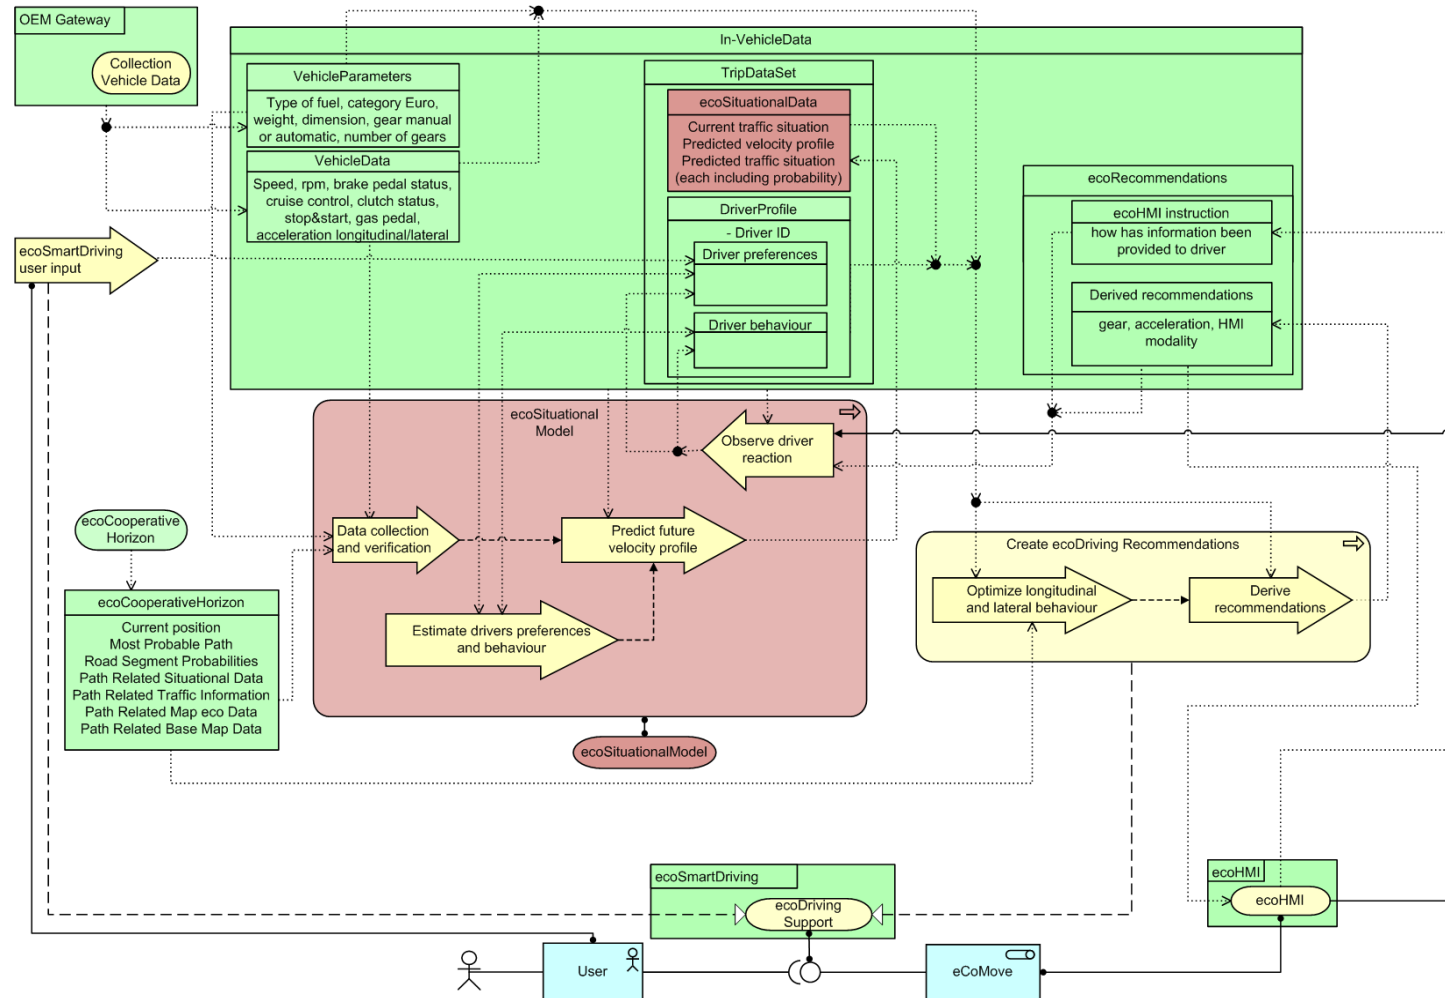 OEM Gateway
Collection
Vehicle Data
In-VehicleData
VehicleParameters
Type of fuel, category Euro,
weight, dimension, gear manual
or automatic, number of gears
VehicleData
Speed, rpm, brake pedal status,
cruise control, clutch status,
stop&start, gas pedal,
acceleration longitudinal/lateral
TripDataSet
ecoSituationalData
Current traffic situation
Predicted velocity profile
Predicted traffic situation
(each including probability)
DriverProfile
- Driver ID
Driver preferences
Driver behaviour
ecoRecommendations
ecoHMI instruction
how has information been
provided to driver
Derived recommendations
gear, acceleration, HMI
modality
ecoSmartDriving
user input
ecoSituational
Model
Observe driver
reaction
Data collection
and verification
Predict future
velocity profile
Estimate drivers preferences
and behaviour
ecoCooperative
Horizon
ecoCooperativeHorizon
Current position
Most Probable Path
Road Segment Probabilities
Path Related Situational Data
Path Related Traffic Information
Path Related Map eco Data
Path Related Base Map Data
Create ecoDriving Recommendations
Optimize longitudinal
and lateral behaviour
Derive
recommendations
ecoSituationalModel
ecoSmartDriving
ecoDriving
Support
ecoHMI
ecoHMI
User
eCoMove